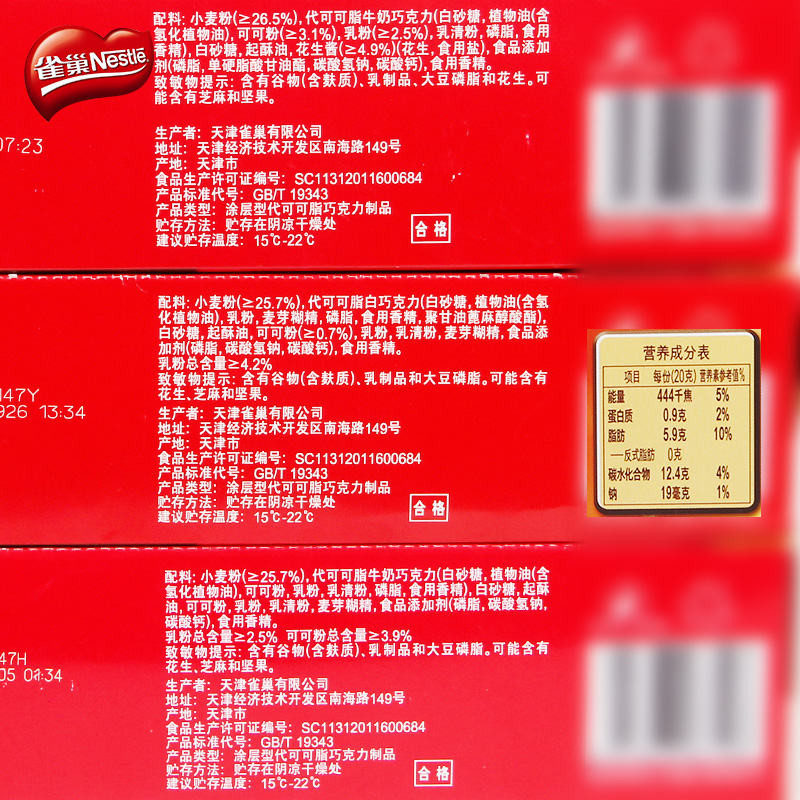 雀巢Nestlé
配料：小麦粉(≥26.5%)，代可可脂牛奶巧克力(白砂糖，植物油(含
氢化植物油)，可可粉(≥3.1%)，乳粉(≥2.5%)，乳清粉，磷脂，食用
香精)，白砂糖，起酥油，花生酱(≥4.9%)(花生，食用盐)，食品添加
剂(磷脂，单硬脂酸甘油酯，碳酸氢钠，碳酸钙)，食用香精。
致敏物提示：含有谷物(含麸质)、乳制品、大豆磷脂和花生。可
能含有芝麻和坚果。
07:23
生产者：天津雀巢有限公司
地址：天津经济技术开发区南海路149号
产地：天津市
食品生产许可证编号：SC11312011600684
产品标准代号：GB/T 19343
产品类型：涂层型代可可脂巧克力制品
贮存方法：贮存在阴凉干燥处
建议贮存温度：15℃-22℃
合格
配料：小麦粉(≥25.7%)，代可可脂白巧克力(白砂糖，植物油(含氢
化植物油)，乳粉，麦芽糊精，磷脂，食用香精，聚甘油蓖麻醇酸酯)，
白砂糖，起酥油，可可粉(≥0.7%)，乳粉，乳清粉，麦芽糊精，食品添
加剂(磷脂，碳酸氢钠，碳酸钙)，食用香精。
乳粉总含量≥4.2%
致敏物提示：含有谷物(含麸质)、乳制品和大豆磷脂。可能含有
花生、芝麻和坚果。
147Y
926 13:34
生产者：天津雀巢有限公司
地址：天津经济技术开发区南海路149号
产地：天津市
食品生产许可证编号：SC11312011600684
产品标准代号：GB/T 19343
产品类型：涂层型代可可脂巧克力制品
贮存方法：贮存在阴凉干燥处
建议贮存温度：15℃-22℃
合格
营养成分表
项目 每份(20克) 营养素参考值%
能量 444千焦 5%
蛋白质 0.9克 2%
脂肪 5.9克 10%
—反式脂肪 0克
碳水化合物 12.4克 4%
钠 19毫克 1%
配料：小麦粉(≥25.7%)，代可可脂牛奶巧克力(白砂糖，植物油(含
氢化植物油)，可可粉，乳粉，乳清粉，磷脂，食用香精)，白砂糖，起酥
油，可可粉，乳粉，乳清粉，麦芽糊精，食品添加剂(磷脂，碳酸氢钠，
碳酸钙)，食用香精。
乳粉总含量≥2.5% 可可粉总含量≥3.9%
致敏物提示：含有谷物(含麸质)、乳制品和大豆磷脂。可能含有
花生、芝麻和坚果。
47H
05 01:34
生产者：天津雀巢有限公司
地址：天津经济技术开发区南海路149号
产地：天津市
食品生产许可证编号：SC11312011600684
产品标准代号：GB/T 19343
产品类型：涂层型代可可脂巧克力制品
贮存方法：贮存在阴凉干燥处
建议贮存温度：15℃-22℃
合格